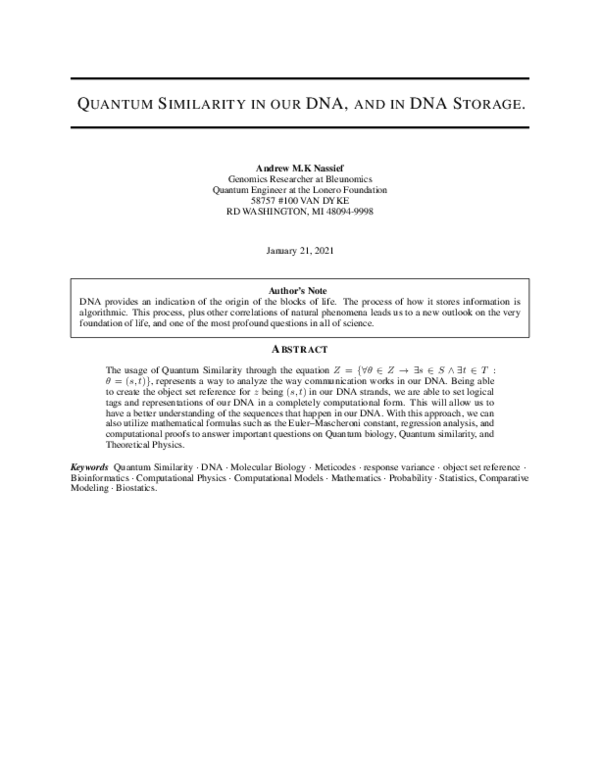 QUANTUM SIMILARITY IN OUR DNA, AND IN DNA STORAGE.
Andrew M.K Nassief
Genomics Researcher at Bleunomics
Quantum Engineer at the Lonero Foundation
58757 #100 VAN DYKE
RD WASHINGTON, MI 48094-9998
January 21, 2021
Author's Note
DNA provides an indication of the origin of the blocks of life. The process of how it stores information is
algorithmic. This process, plus other correlations of natural phenomena leads us to a new outlook on the very
foundation of life, and one of the most profound questions in all of science.
ABSTRACT
The usage of Quantum Similarity through the equation Z = {∀θ ∈ Z → ∃s ∈ S ∧ ∃t ∈ T :
θ = (s, t)}, represents a way to analyze the way communication works in our DNA. Being able
to create the object set reference for z being (s, t) in our DNA strands, we are able to set logical
tags and representations of our DNA in a completely computational form. This will allow us to
have a better understanding of the sequences that happen in our DNA. With this approach, we can
also utilize mathematical formulas such as the Euler–Mascheroni constant, regression analysis, and
computational proofs to answer important questions on Quantum biology, Quantum similarity, and
Theoretical Physics.
Keywords Quantum Similarity · DNA · Molecular Biology · Meticodes · response variance · object set reference ·
Bioinformatics · Computational Physics · Computational Models · Mathematics · Probability · Statistics, Comparative
Modeling · Biostatics.